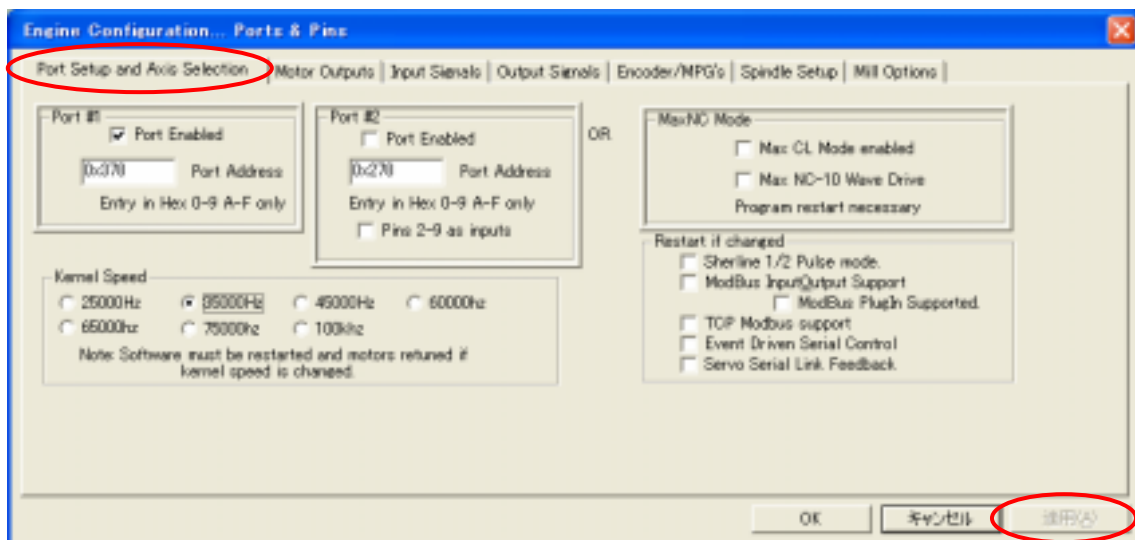 Engine Configuration... Ports & Pins
Port Setup and Axis Selection
Motor Outputs
Input Signals
Output Signals
Encoder/MPG's
Spindle Setup
Mill Options
Port #1
Port Enabled
0x378
Port Address
Entry in Hex 0-9 A-F only
Port #2
Port Enabled
0x278
Port Address
Entry in Hex 0-9 A-F only
Pins 2-9 as inputs
OR
MaxNC Mode
Max CL Mode enabled
Max NC-10 Wave Drive
Program restart necessary
Restart if changed
Sherline 1/2 Pulse mode.
ModBus InputOutput Support
ModBus PlugIn Supported.
TCP Modbus support
Event Driven Serial Control
Servo Serial Link Feedback
Kernel Speed
25000Hz
35000Hz
45000Hz
60000hz
65000hz
75000hz
100khz
Note: Software must be restarted and motors retuned if
kernel speed is changed.
OK
キャンセル
適用(A)